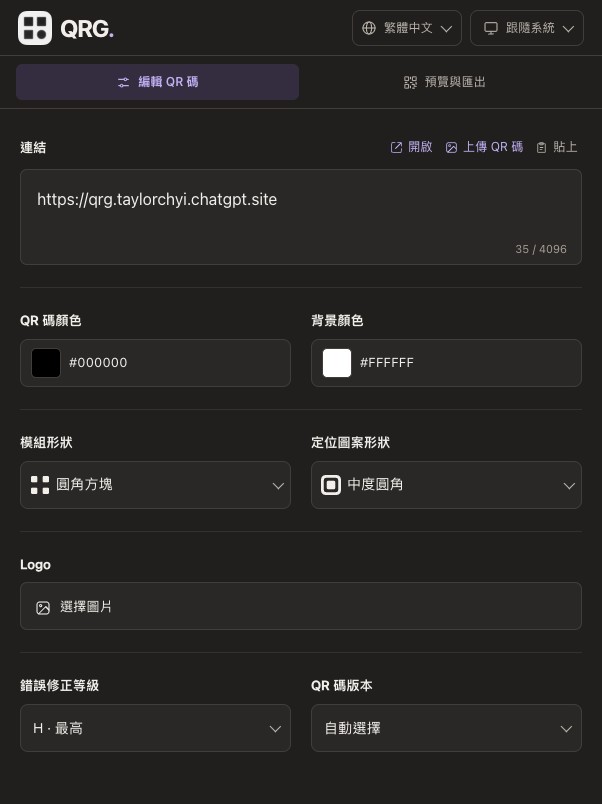 QRG.
繁體中文
跟隨系統
編輯 QR 碼
預覽與匯出
連結
開啟
上傳 QR 碼
貼上
https://qrg.taylorchyi.chatgpt.site
35 / 4096
QR 碼顏色
背景顏色
#000000
#FFFFFF
模組形狀
定位圖案形狀
圓角方塊
中度圓角
Logo
選擇圖片
錯誤修正等級
QR 碼版本
H · 最高
自動選擇